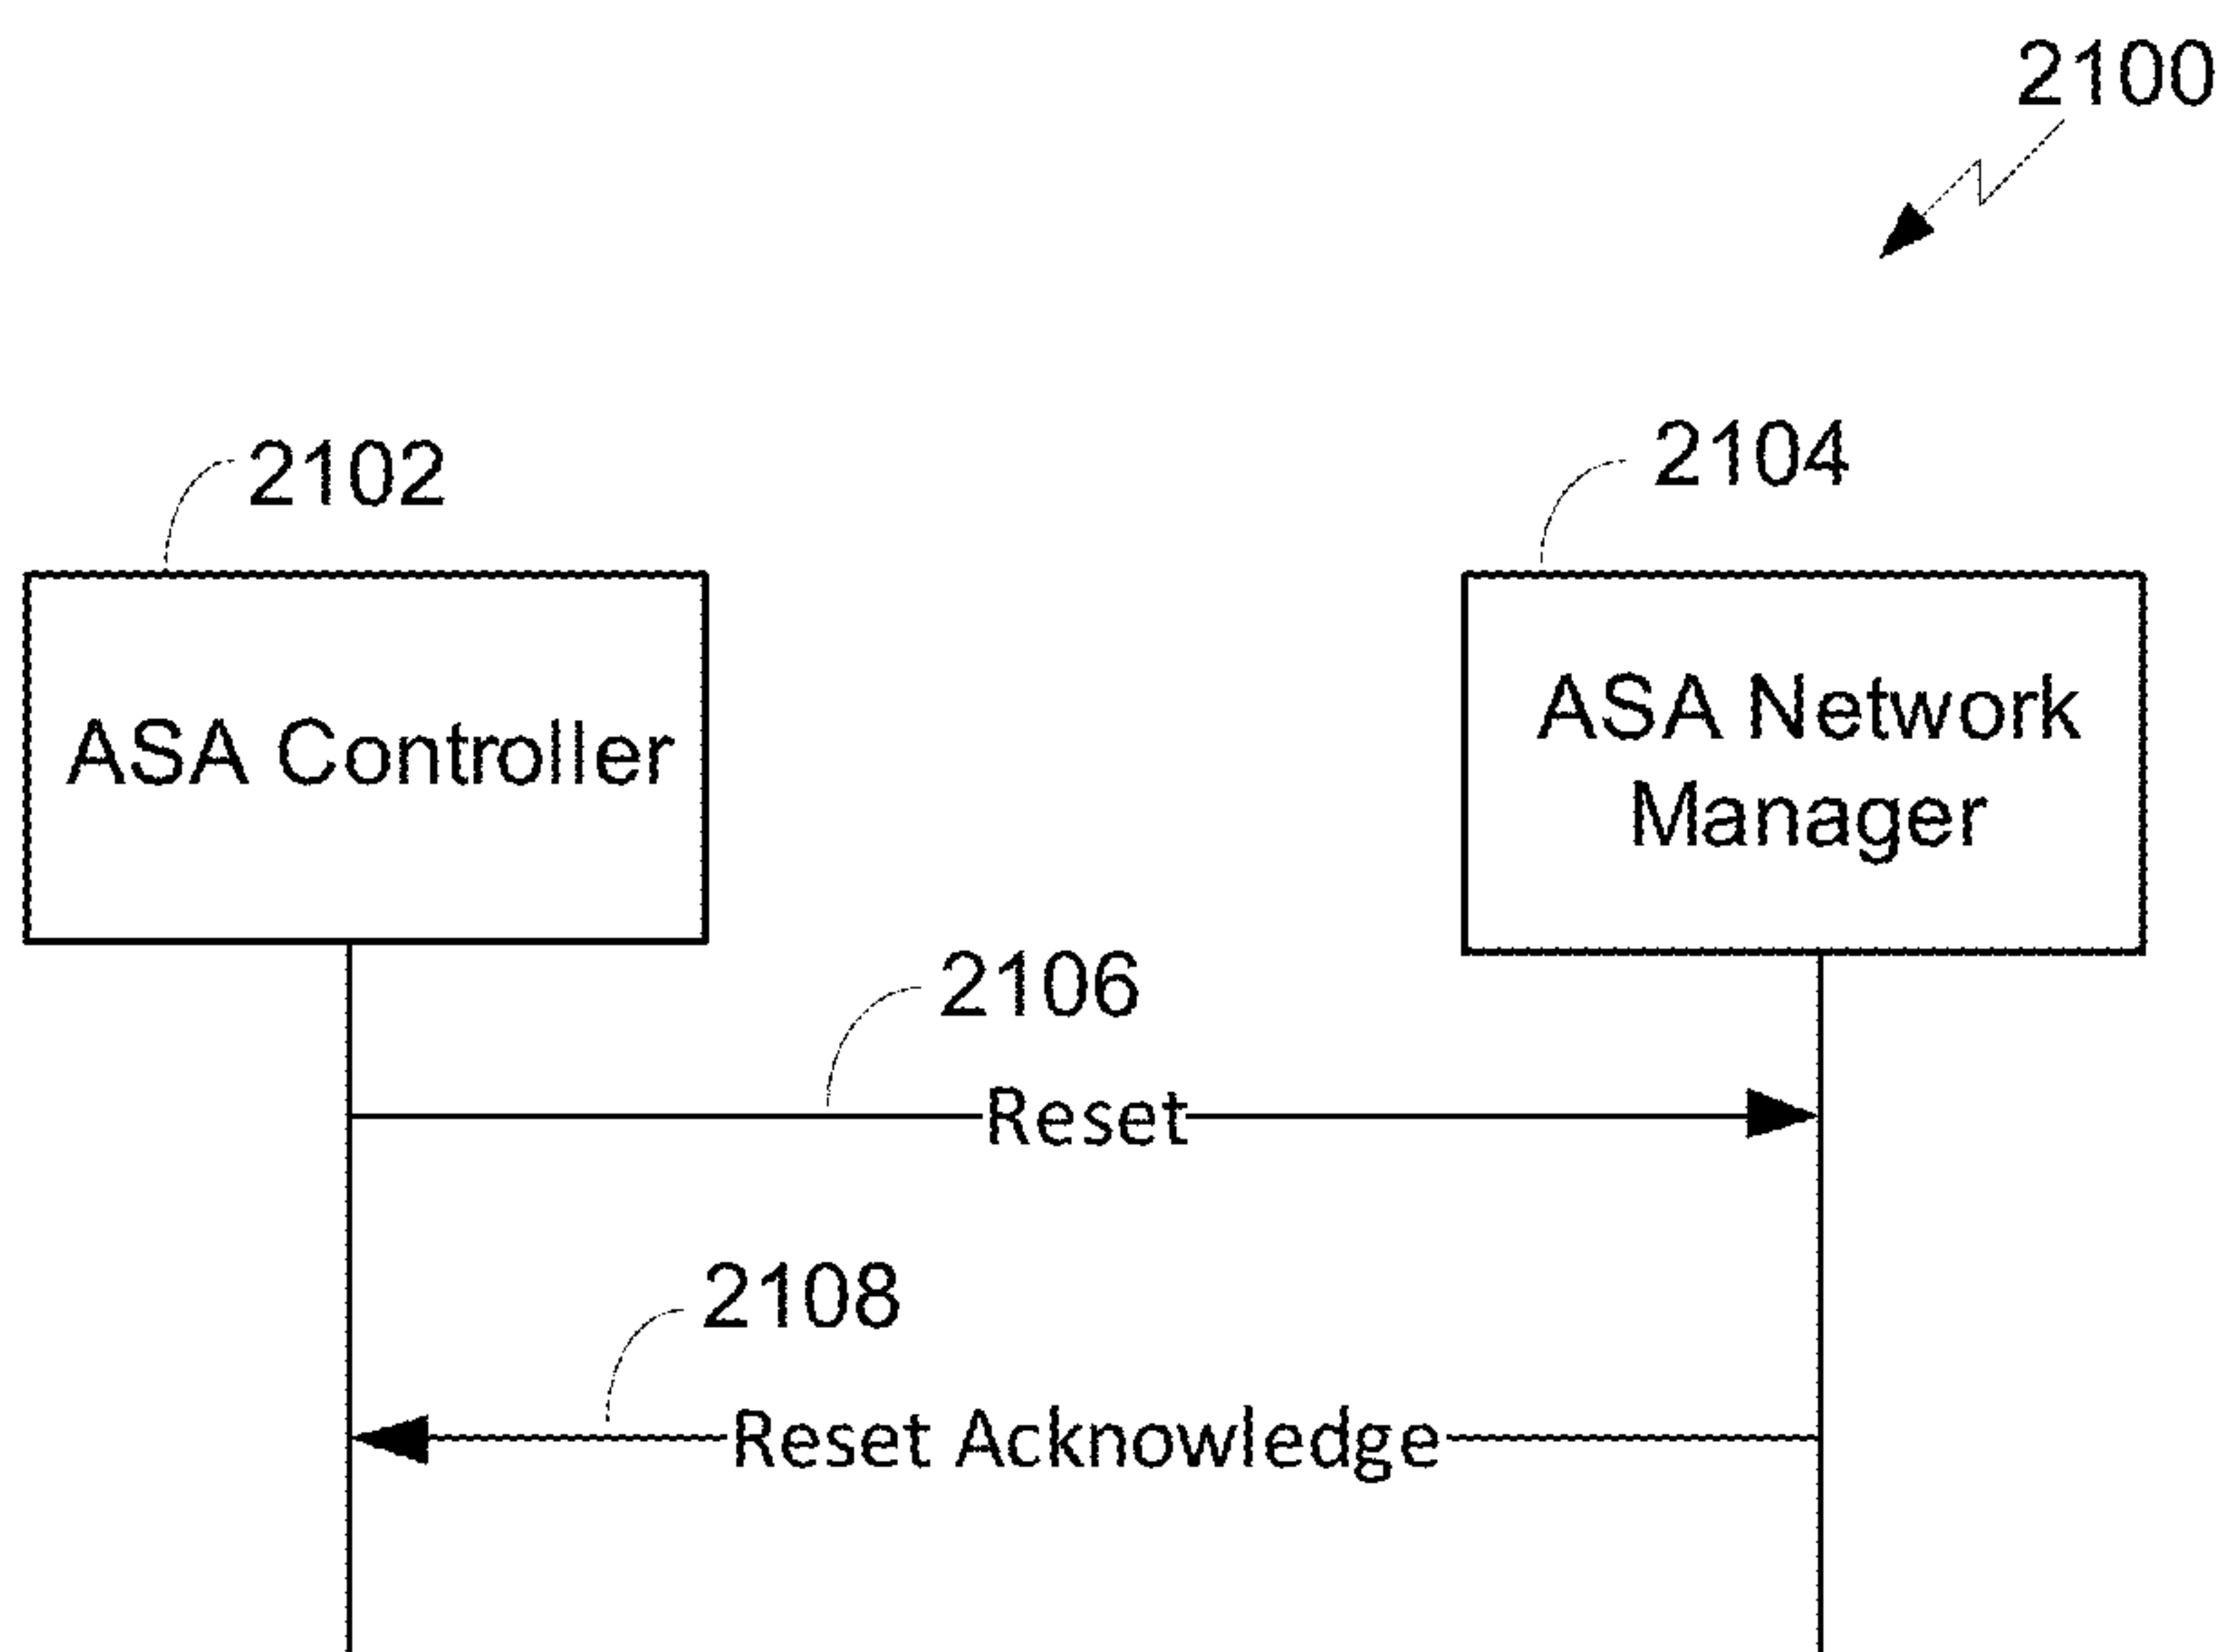 2100
2102
2104
ASA Controller
ASA Network
Manager
2106
Reset
2108
Reset Acknowledge